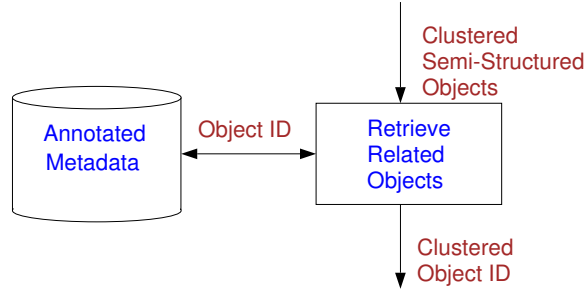 Clustered
Semi-Structured
Objects
Annotated
Metadata
Object ID
Retrieve
Related
Objects
Clustered
Object ID